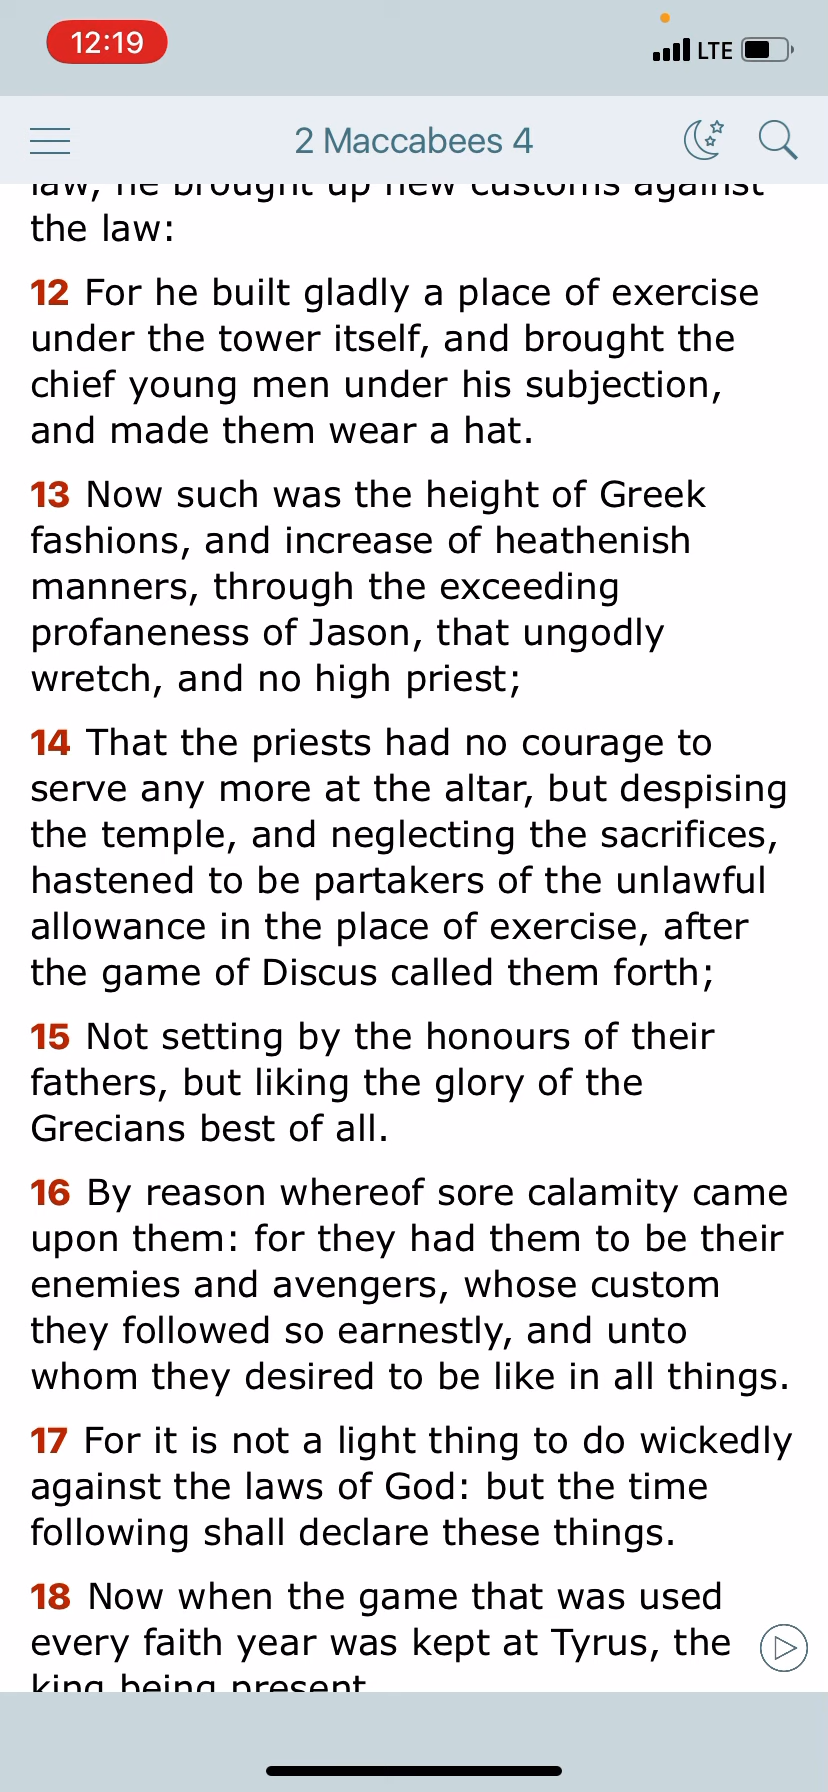 12:19
LTE
2 Maccabees 4
law, he brought up new customs against
the law:
12 For he built gladly a place of exercise
under the tower itself, and brought the
chief young men under his subjection,
and made them wear a hat.
13 Now such was the height of Greek
fashions, and increase of heathenish
manners, through the exceeding
profaneness of Jason, that ungodly
wretch, and no high priest;
14 That the priests had no courage to
serve any more at the altar, but despising
the temple, and neglecting the sacrifices,
hastened to be partakers of the unlawful
allowance in the place of exercise, after
the game of Discus called them forth;
15 Not setting by the honours of their
fathers, but liking the glory of the
Grecians best of all.
16 By reason whereof sore calamity came
upon them: for they had them to be their
enemies and avengers, whose custom
they followed so earnestly, and unto
whom they desired to be like in all things.
17 For it is not a light thing to do wickedly
against the laws of God: but the time
following shall declare these things.
18 Now when the game that was used
every faith year was kept at Tyrus, the
king being present,